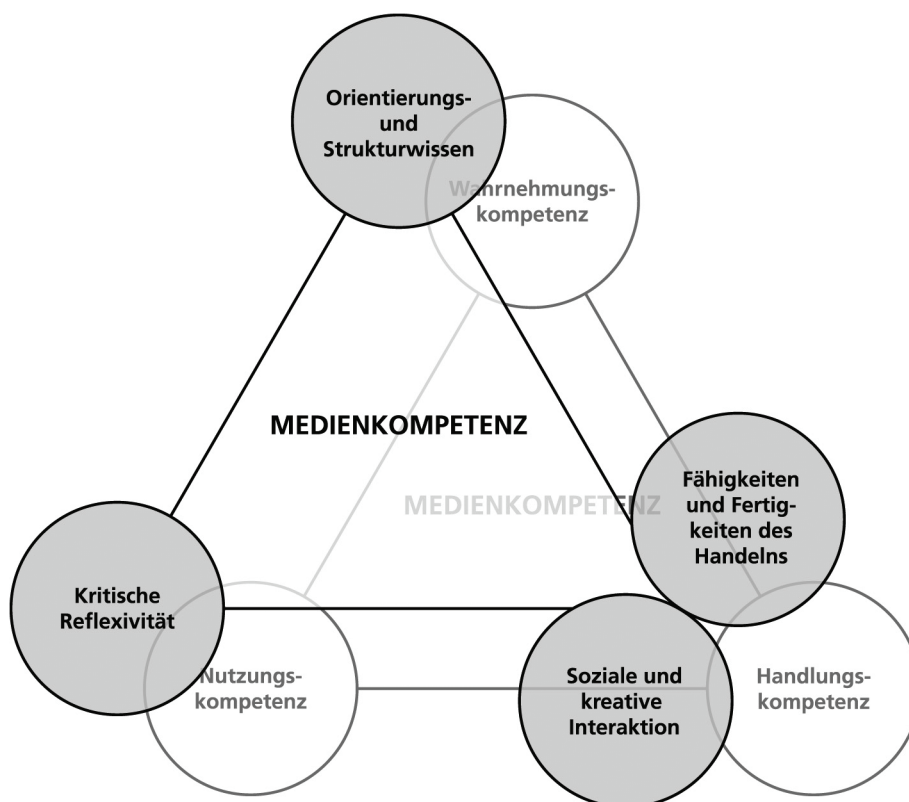 Orientierungs-
und
Strukturwissen
Wahrnehmungs-
kompetenz
MEDIENKOMPETENZ
MEDIENKOMPETENZ
Fähigkeiten
und Fertig-
keiten des
Handelns
Kritische
Reflexivität
Nutzungs-
kompetenz
Soziale und
kreative
Interaktion
Handlungs-
kompetenz